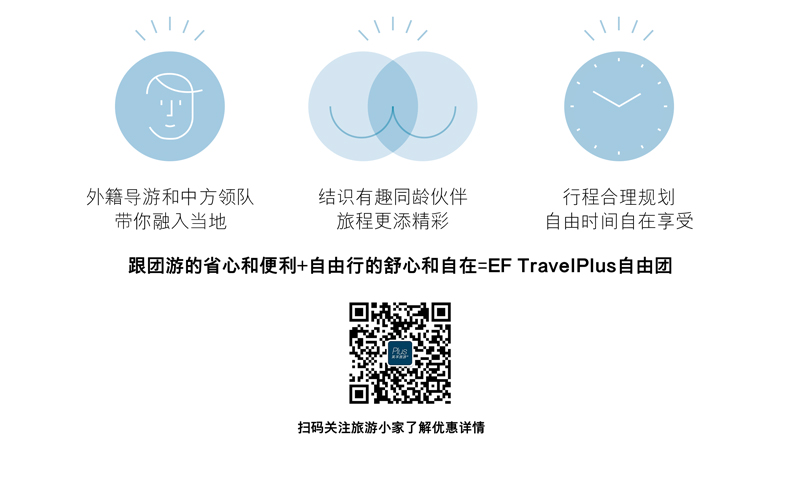 外籍导游和中方领队
带你融入当地
结识有趣同龄伙伴
旅程更添精彩
行程合理规划
自由时间自在享受
跟团游的省心和便利+自由行的舒心和自在=EF TravelPlus自由团
Plus
扫码关注旅游小家了解优惠详情